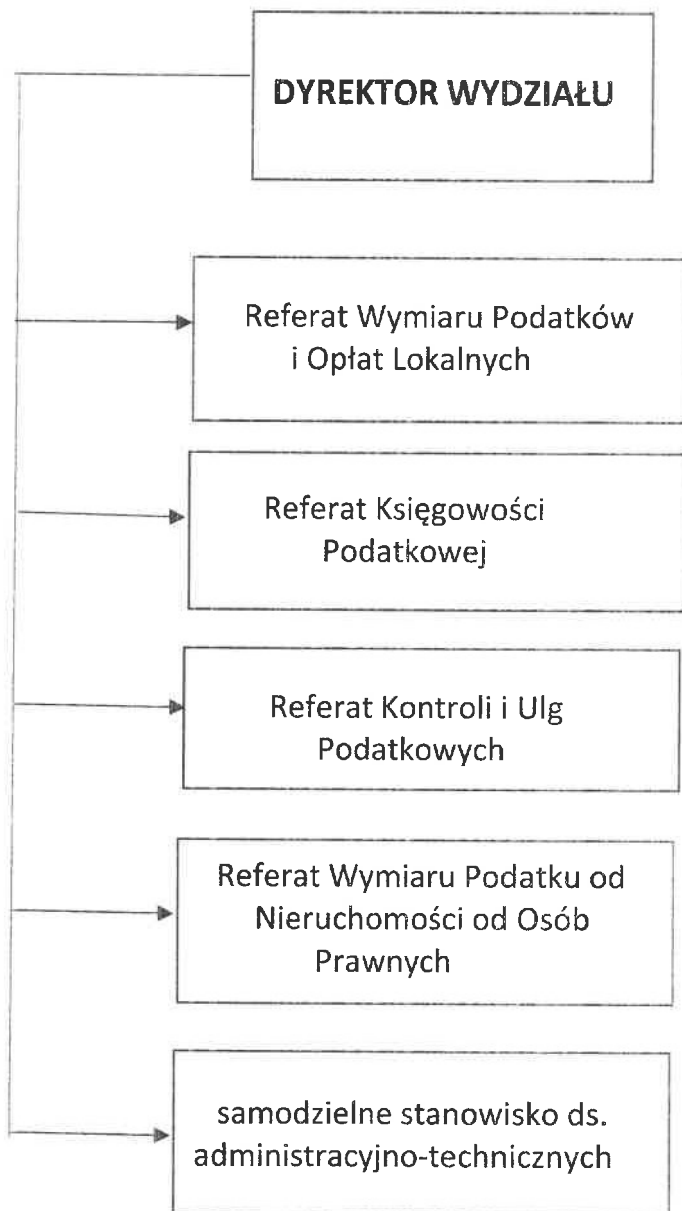 DYREKTOR WYDZIAŁU
Referat Wymiaru Podatków
i Opłat Lokalnych
Referat Księgowości
Podatkowej
Referat Kontroli i Ulg
Podatkowych
Referat Wymiaru Podatku od
Nieruchomości od Osób
Prawnych
samodzielne stanowisko ds.
administracyjno-technicznych